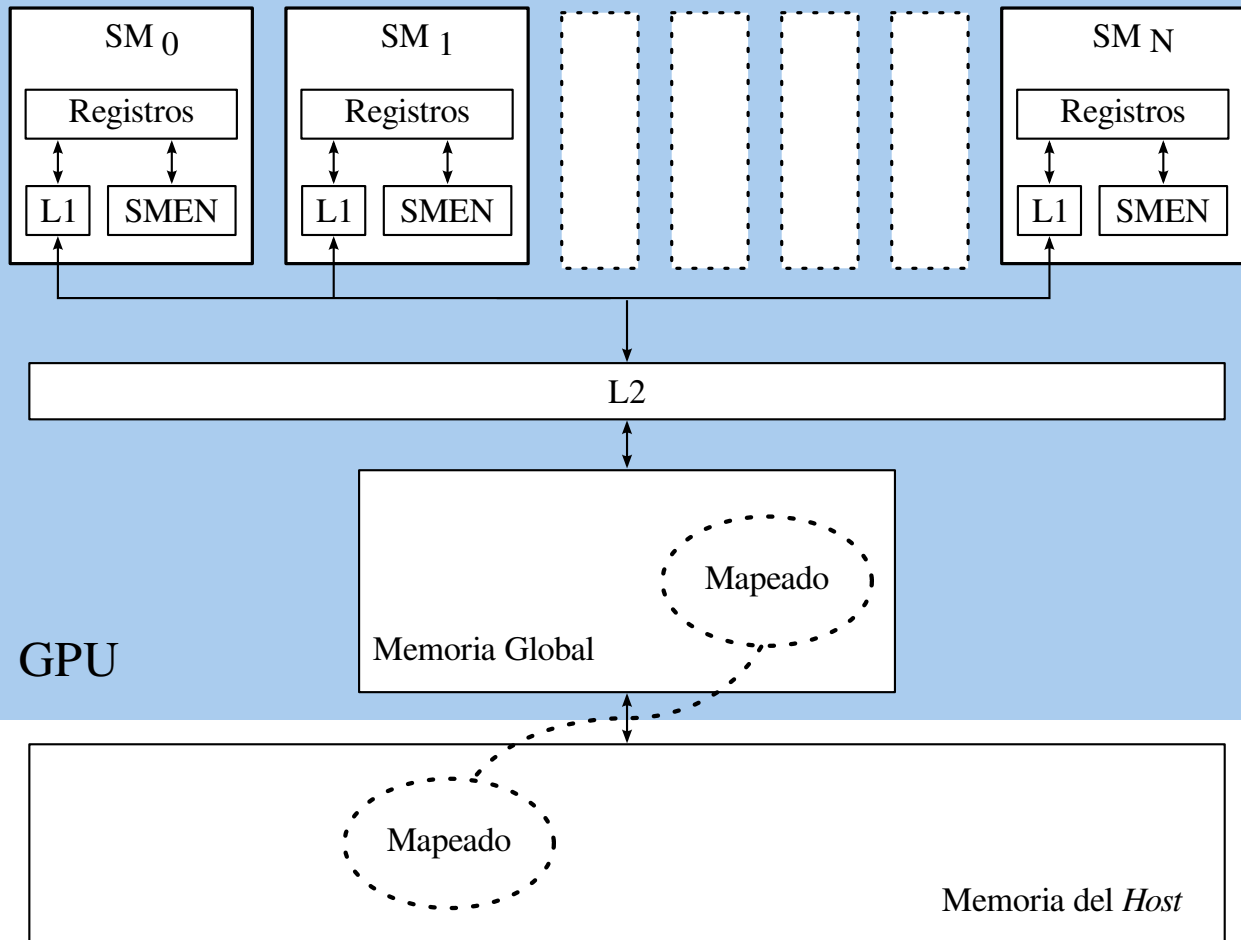 SM 0
SM 1
SM N
Registros
Registros
Registros
L1
SMEN
L1
SMEN
L1
SMEN
L2
Mapeado
Memoria Global
GPU
Mapeado
Memoria del Host